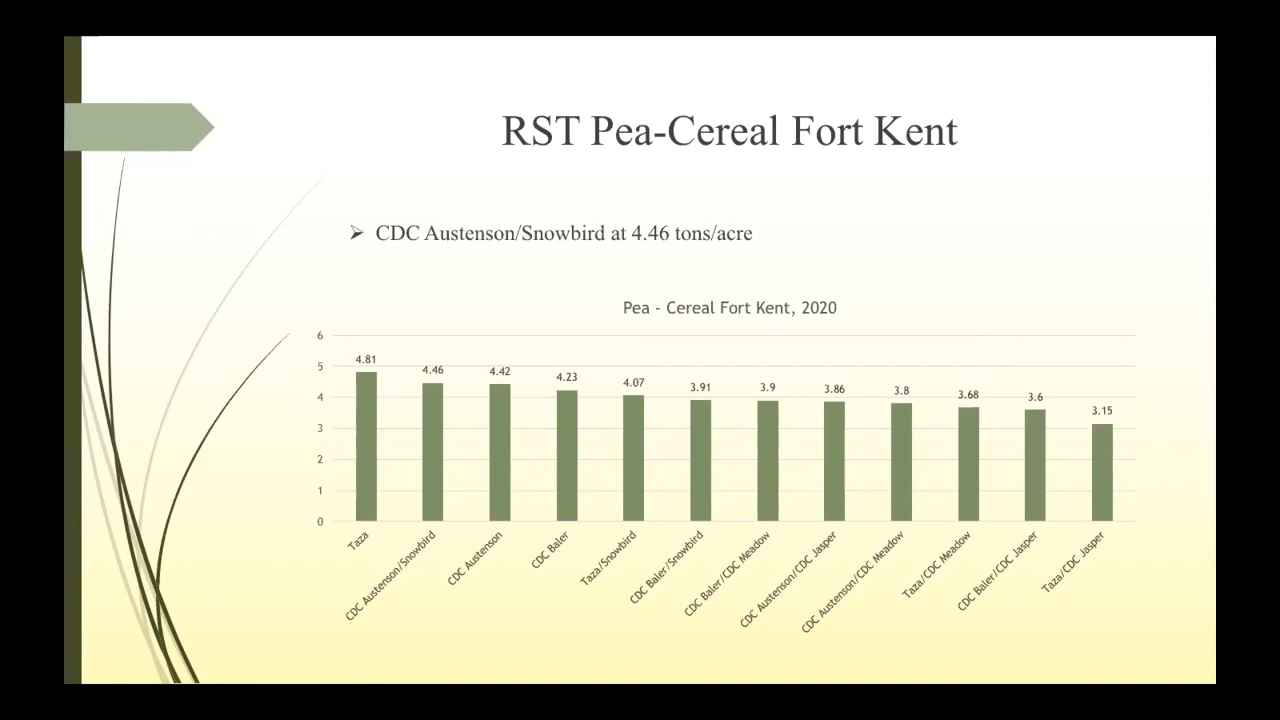 RST Pea-Cereal Fort Kent
➢ CDC Austenson/Snowbird at 4.46 tons/acre
Pea - Cereal Fort Kent, 2020
6
5
4
3
2
1
0
4.81
4.46
4.42
4.23
4.07
3.91
3.9
3.86
3.8
3.68
3.6
3.15
Taza
CDC Austenson/Snowbird
CDC Austenson
CDC Baler
Taza/Snowbird
CDC Baler/Snowbird
CDC Baler/CDC Meadow
CDC Austenson/CDC Jasper
CDC Austenson/CDC Meadow
Taza/CDC Meadow
CDC Baler/CDC Jasper
Taza/CDC Jasper